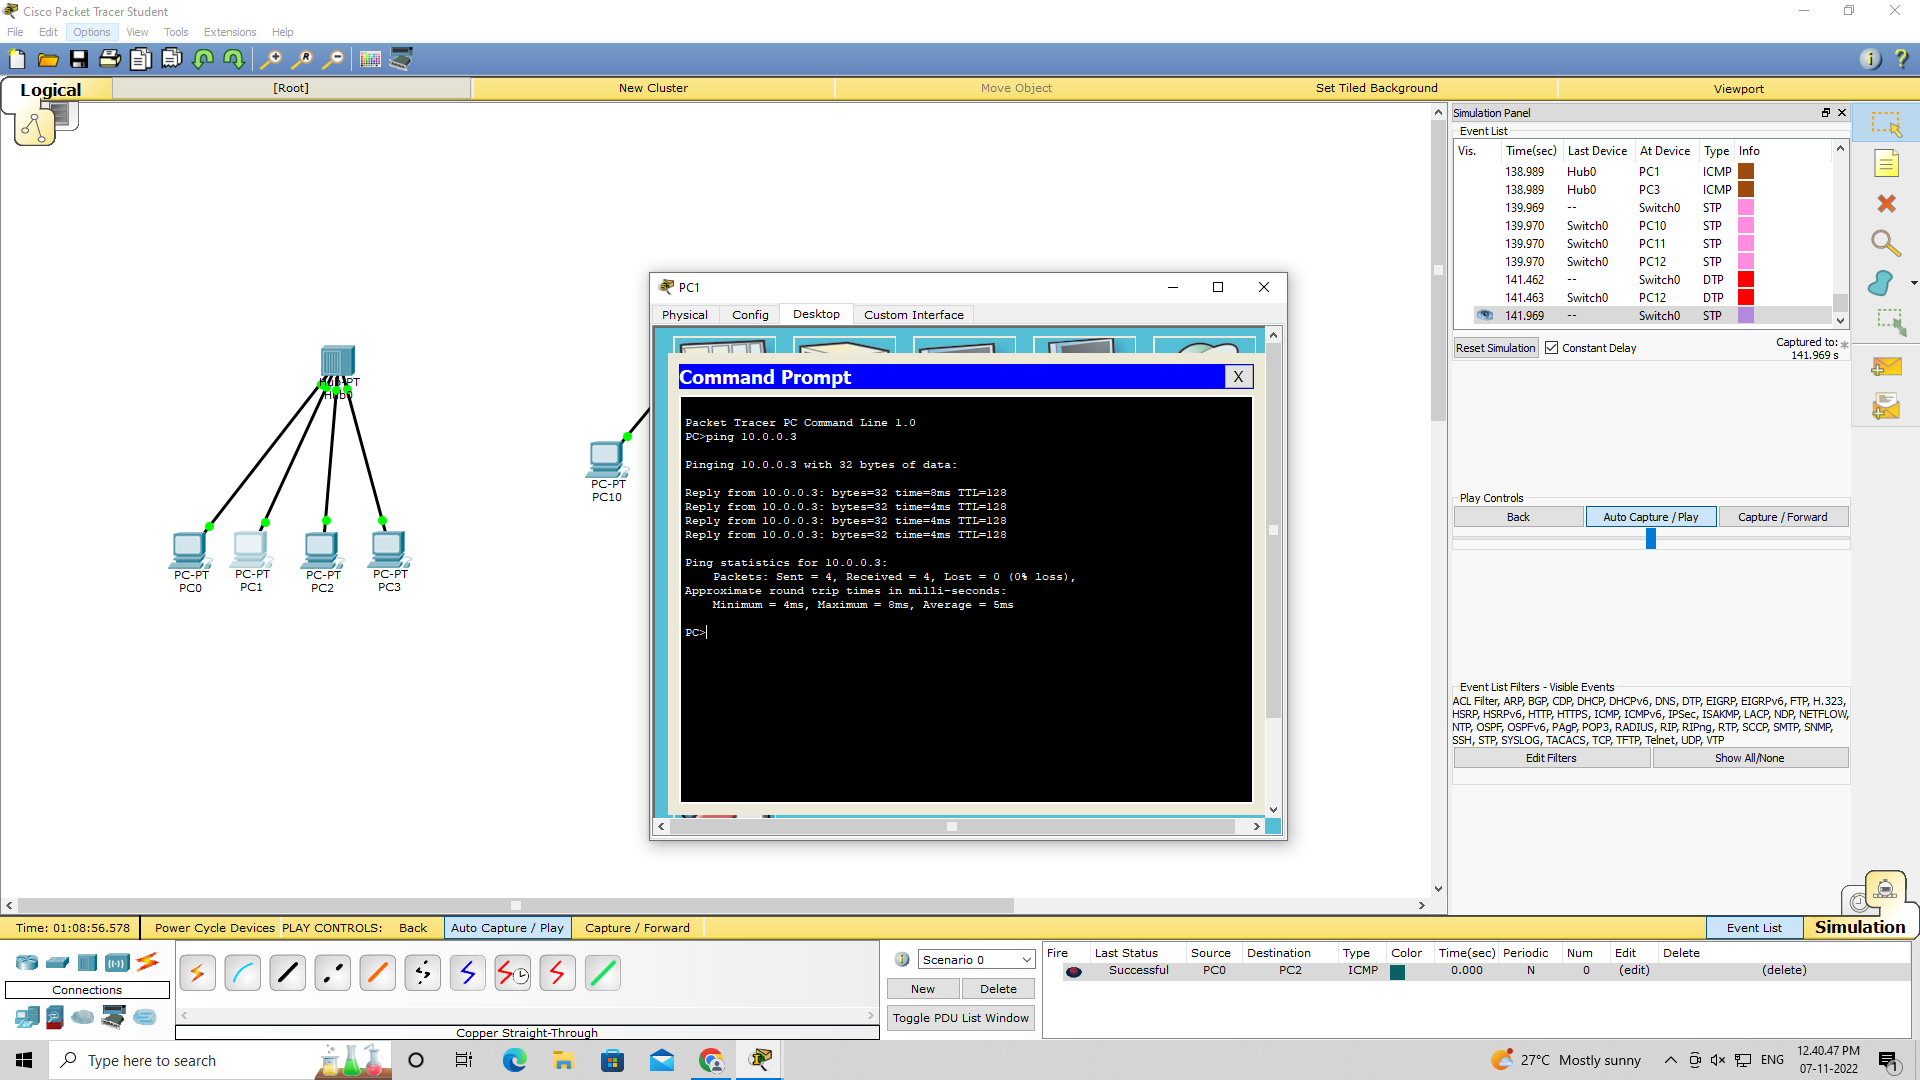 Cisco Packet Tracer Student
File Edit Options View Tools Extensions Help
Logical [Root] New Cluster Move Object Set Tiled Background Viewport
Simulation Panel
Event List
Vis. Time(sec) Last Device At Device Type Info
138.989 Hub0 PC1 ICMP
138.989 Hub0 PC3 ICMP
139.969 -- Switch0 STP
139.970 Switch0 PC10 STP
139.970 Switch0 PC11 STP
139.970 Switch0 PC12 STP
141.462 -- Switch0 DTP
141.463 Switch0 PC12 DTP
141.969 -- Switch0 STP
Reset Simulation Constant Delay Captured to:
141.969 s
Play Controls
Back Auto Capture / Play Capture / Forward
Event List Filters - Visible Events
ACL Filter, ARP, BGP, CDP, DHCP, DHCPv6, DNS, DTP, EIGRP, EIGRPv6, FTP, H.323,
HSRP, HSRPv6, HTTP, HTTPS, ICMP, ICMPv6, IPSec, ISAKMP, LACP, NDP, NETFLOW,
NTP, OSPF, OSPFv6, PAgP, POP3, RADIUS, RIP, RIPng, RTP, SCCP, SMTP, SNMP,
SSH, STP, SYSLOG, TACACS, TCP, TFTP, Telnet, UDP, VTP
Edit Filters Show All/None
Hub-PT
Hub0
PC-PT
PC0
PC-PT
PC1
PC-PT
PC2
PC-PT
PC3
PC-PT
PC10
PC1
Physical Config Desktop Custom Interface
Command Prompt X
Packet Tracer PC Command Line 1.0
PC>ping 10.0.0.3
Pinging 10.0.0.3 with 32 bytes of data:
Reply from 10.0.0.3: bytes=32 time=8ms TTL=128
Reply from 10.0.0.3: bytes=32 time=4ms TTL=128
Reply from 10.0.0.3: bytes=32 time=4ms TTL=128
Reply from 10.0.0.3: bytes=32 time=4ms TTL=128
Ping statistics for 10.0.0.3:
Packets: Sent = 4, Received = 4, Lost = 0 (0% loss),
Approximate round trip times in milli-seconds:
Minimum = 4ms, Maximum = 8ms, Average = 5ms
PC>
Time: 01:08:56.578 Power Cycle Devices PLAY CONTROLS: Back Auto Capture / Play Capture / Forward Event List Simulation
Connections
Copper Straight-Through
Scenario 0
New Delete
Toggle PDU List Window
Fire Last Status Source Destination Type Color Time(sec) Periodic Num Edit Delete
Successful PC0 PC2 ICMP 0.000 N 0 (edit) (delete)
Type here to search
27°C Mostly sunny
ENG
12.40.47 PM
07-11-2022
1